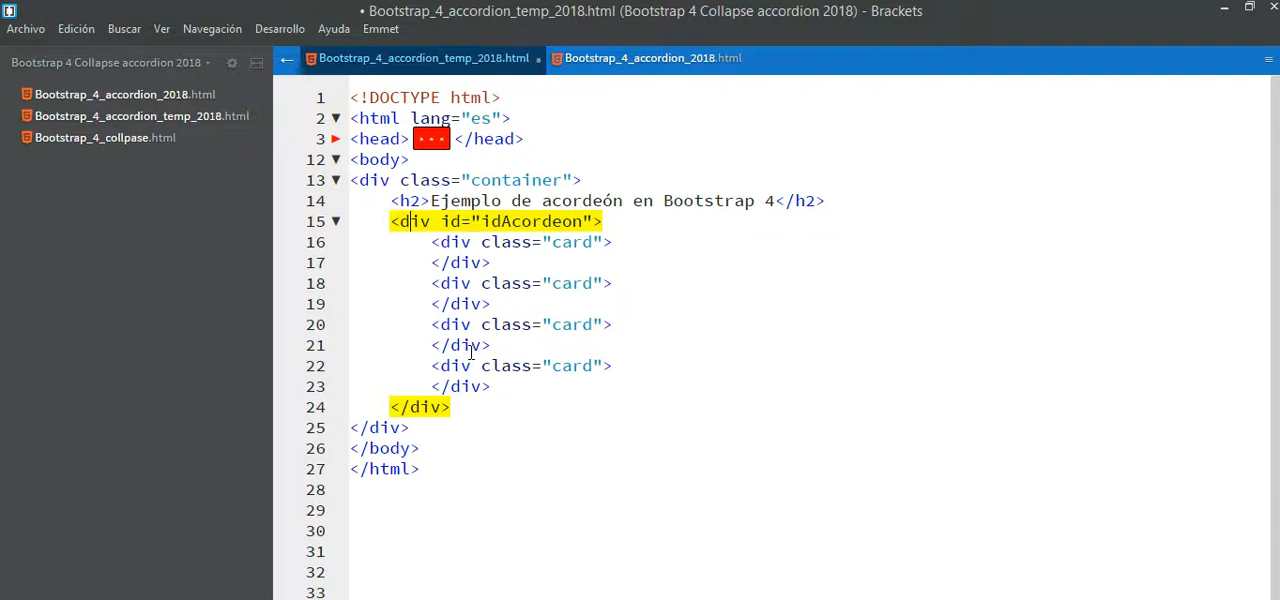 • Bootstrap_4_accordion_temp_2018.html (Bootstrap 4 Collapse accordion 2018) - Brackets
Archivo Edición Buscar Ver Navegación Desarrollo Ayuda Emmet
Bootstrap 4 Collapse accordion 2018
Bootstrap_4_accordion_2018.html
Bootstrap_4_accordion_temp_2018.html
Bootstrap_4_collpase.html
Bootstrap_4_accordion_temp_2018.html Bootstrap_4_accordion_2018.html
1 <!DOCTYPE html>
2 <html lang="es">
3 <head>...</head>
12 <body>
13 <div class="container">
14 <h2>Ejemplo de acordeón en Bootstrap 4</h2>
15 <div id="idAcordeon">
16 <div class="card">
17 </div>
18 <div class="card">
19 </div>
20 <div class="card">
21 </div>
22 <div class="card">
23 </div>
24 </div>
25 </div>
26 </body>
27 </html>
28
29
30
31
32
33